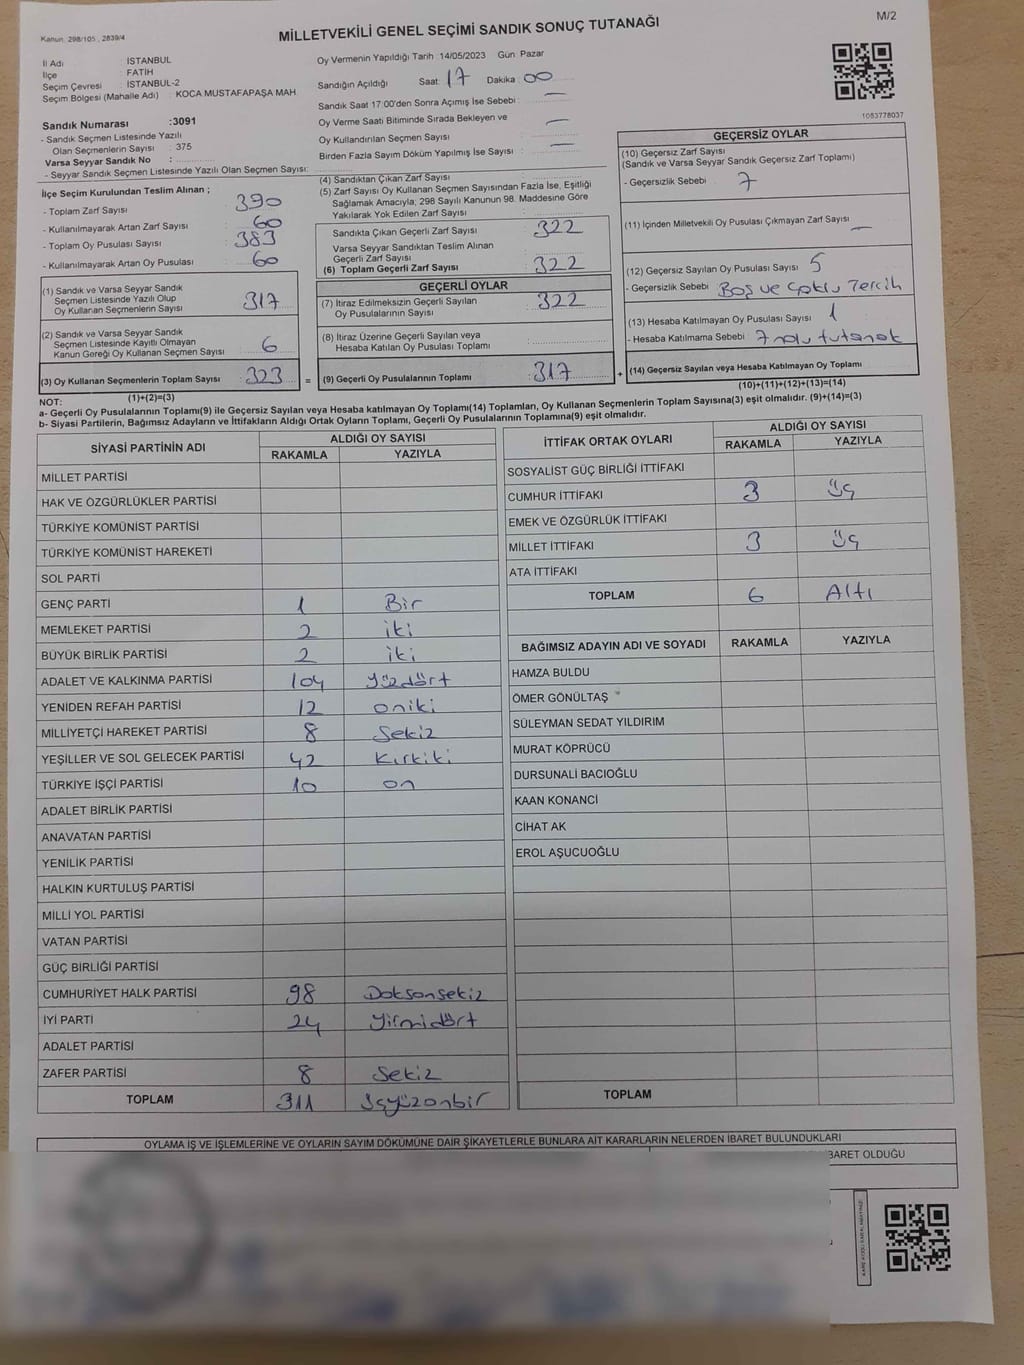 Kanun. 298/105 , 2839/4
MİLLETVEKİLİ GENEL SEÇİMİ SANDIK SONUÇ TUTANAĞI
M/2
İl Adı : İSTANBUL
İlçe : FATİH
Seçim Çevresi : İSTANBUL-2
Seçim Bölgesi (Mahalle Adı) : KOCA MUSTAFAPAŞA MAH.
Sandık Numarası :3091
- Sandık Seçmen Listesinde Yazılı
Olan Seçmenlerin Sayısı : 375
Varsa Seyyar Sandık No :
- Seyyar Sandık Seçmen Listesinde Yazılı Olan Seçmen Sayısı:
Oy Vermenin Yapıldığı Tarih 14/05/2023 Gün: Pazar
Sandığın Açıldığı Saat: 17 Dakika 00
Sandık Saat 17:00'den Sonra Açımış İse Sebebi : —
Oy Verme Saati Bitiminde Sırada Bekleyen ve
Oy Kullandırılan Seçmen Sayısı : —
Birden Fazla Sayım Döküm Yapılmış İse Sayısı : —
1083778037
İlçe Seçim Kurulundan Teslim Alınan ;
- Toplam Zarf Sayısı : 390
- Kullanılmayarak Artan Zarf Sayısı : 60
- Toplam Oy Pusulası Sayısı : 383
- Kullanılmayarak Artan Oy Pusulası : 60
(1) Sandık ve Varsa Seyyar Sandık
Seçmen Listesinde Yazılı Olup
Oy Kullanan Seçmenlerin Sayısı : 317
(2) Sandık ve Varsa Seyyar Sandık
Seçmen Listesinde Kayıtlı Olmayan
Kanun Gereği Oy Kullanan Seçmen Sayısı : 6
(3) Oy Kullanan Seçmenlerin Toplam Sayısı : 323
(1)+(2)=(3)
(4) Sandıktan Çıkan Zarf Sayısı :
(5) Zarf Sayısı Oy Kullanan Seçmen Sayısından Fazla İse, Eşitliği
Sağlamak Amacıyla; 298 Sayılı Kanunun 98. Maddesine Göre
Yakılarak Yok Edilen Zarf Sayısı :
Sandıkta Çıkan Geçerli Zarf Sayısı : 322
Varsa Seyyar Sandıktan Teslim Alınan
Geçerli Zarf Sayısı :
(6) Toplam Geçerli Zarf Sayısı : 322
GEÇERLİ OYLAR
(7) İtiraz Edilmeksizin Geçerli Sayılan
Oy Pusulalarının Sayısı : 322
(8) İtiraz Üzerine Geçerli Sayılan veya
Hesaba Katılan Oy Pusulası Toplamı :
= (9) Geçerli Oy Pusulalarının Toplamı : 317 +
GEÇERSİZ OYLAR
(10) Geçersiz Zarf Sayısı
(Sandık ve Varsa Seyyar Sandık Geçersiz Zarf Toplamı)
- Geçersizlik Sebebi : 7
(11) İçinden Milletvekili Oy Pusulası Çıkmayan Zarf Sayısı
—
(12) Geçersiz Sayılan Oy Pusulası Sayısı : 5
- Geçersizlik Sebebi : Boş ve Çoklu Tercih
(13) Hesaba Katılmayan Oy Pusulası Sayısı : 1
- Hesaba Katılmama Sebebi : 7 nolu tutanak
(14) Geçersiz Sayılan veya Hesaba Katılmayan Oy Toplamı
(10)+(11)+(12)+(13)=(14)
NOT:
a- Geçerli Oy Pusulalarının Toplamı(9) ile Geçersiz Sayılan veya Hesaba katılmayan Oy Toplamı(14) Toplamları, Oy Kullanan Seçmenlerin Toplam Sayısına(3) eşit olmalıdır. (9)+(14)=(3)
b- Siyasi Partilerin, Bağımsız Adayların ve İttifakların Aldığı Ortak Oyların Toplamı, Geçerli Oy Pusulalarının Toplamına(9) eşit olmalıdır.
SİYASİ PARTİNİN ADI ALDIĞI OY SAYISI
RAKAMLA YAZIYLA
MİLLET PARTİSİ
HAK VE ÖZGÜRLÜKLER PARTİSİ
TÜRKİYE KOMÜNİST PARTİSİ
TÜRKİYE KOMÜNİST HAREKETİ
SOL PARTİ
GENÇ PARTİ 1 Bir
MEMLEKET PARTİSİ 2 iki
BÜYÜK BİRLİK PARTİSİ 2 iki
ADALET VE KALKINMA PARTİSİ 104 yüzdört
YENİDEN REFAH PARTİSİ 12 oniki
MİLLİYETÇİ HAREKET PARTİSİ 8 Sekiz
YEŞİLLER VE SOL GELECEK PARTİSİ 42 Kırkiki
TÜRKİYE İŞÇİ PARTİSİ 10 on
ADALET BİRLİK PARTİSİ
ANAVATAN PARTİSİ
YENİLİK PARTİSİ
HALKIN KURTULUŞ PARTİSİ
MİLLİ YOL PARTİSİ
VATAN PARTİSİ
GÜÇ BİRLİĞİ PARTİSİ
CUMHURİYET HALK PARTİSİ 98 Doksansekiz
İYİ PARTİ 24 yirmidört
ADALET PARTİSİ
ZAFER PARTİSİ 8 Sekiz
TOPLAM 311 üçyüzonbir
İTTİFAK ORTAK OYLARI ALDIĞI OY SAYISI
RAKAMLA YAZIYLA
SOSYALİST GÜÇ BİRLİĞİ İTTİFAKI
CUMHUR İTTİFAKI 3 üç
EMEK VE ÖZGÜRLÜK İTTİFAKI
MİLLET İTTİFAKI 3 üç
ATA İTTİFAKI
TOPLAM 6 Altı
BAĞIMSIZ ADAYIN ADI VE SOYADI RAKAMLA YAZIYLA
HAMZA BULDU
ÖMER GÖNÜLTAŞ
SÜLEYMAN SEDAT YILDIRIM
MURAT KÖPRÜCÜ
DURSUNALİ BACIOĞLU
KAAN KONANCİ
CİHAT AK
EROL AŞUCUOĞLU
TOPLAM
OYLAMA İŞ VE İŞLEMLERİNE VE OYLARIN SAYIM DÖKÜMÜNE DAİR ŞİKAYETLERLE BUNLARA AİT KARARLARIN NELERDEN İBARET BULUNDUKLARI
İBARET OLDUĞU